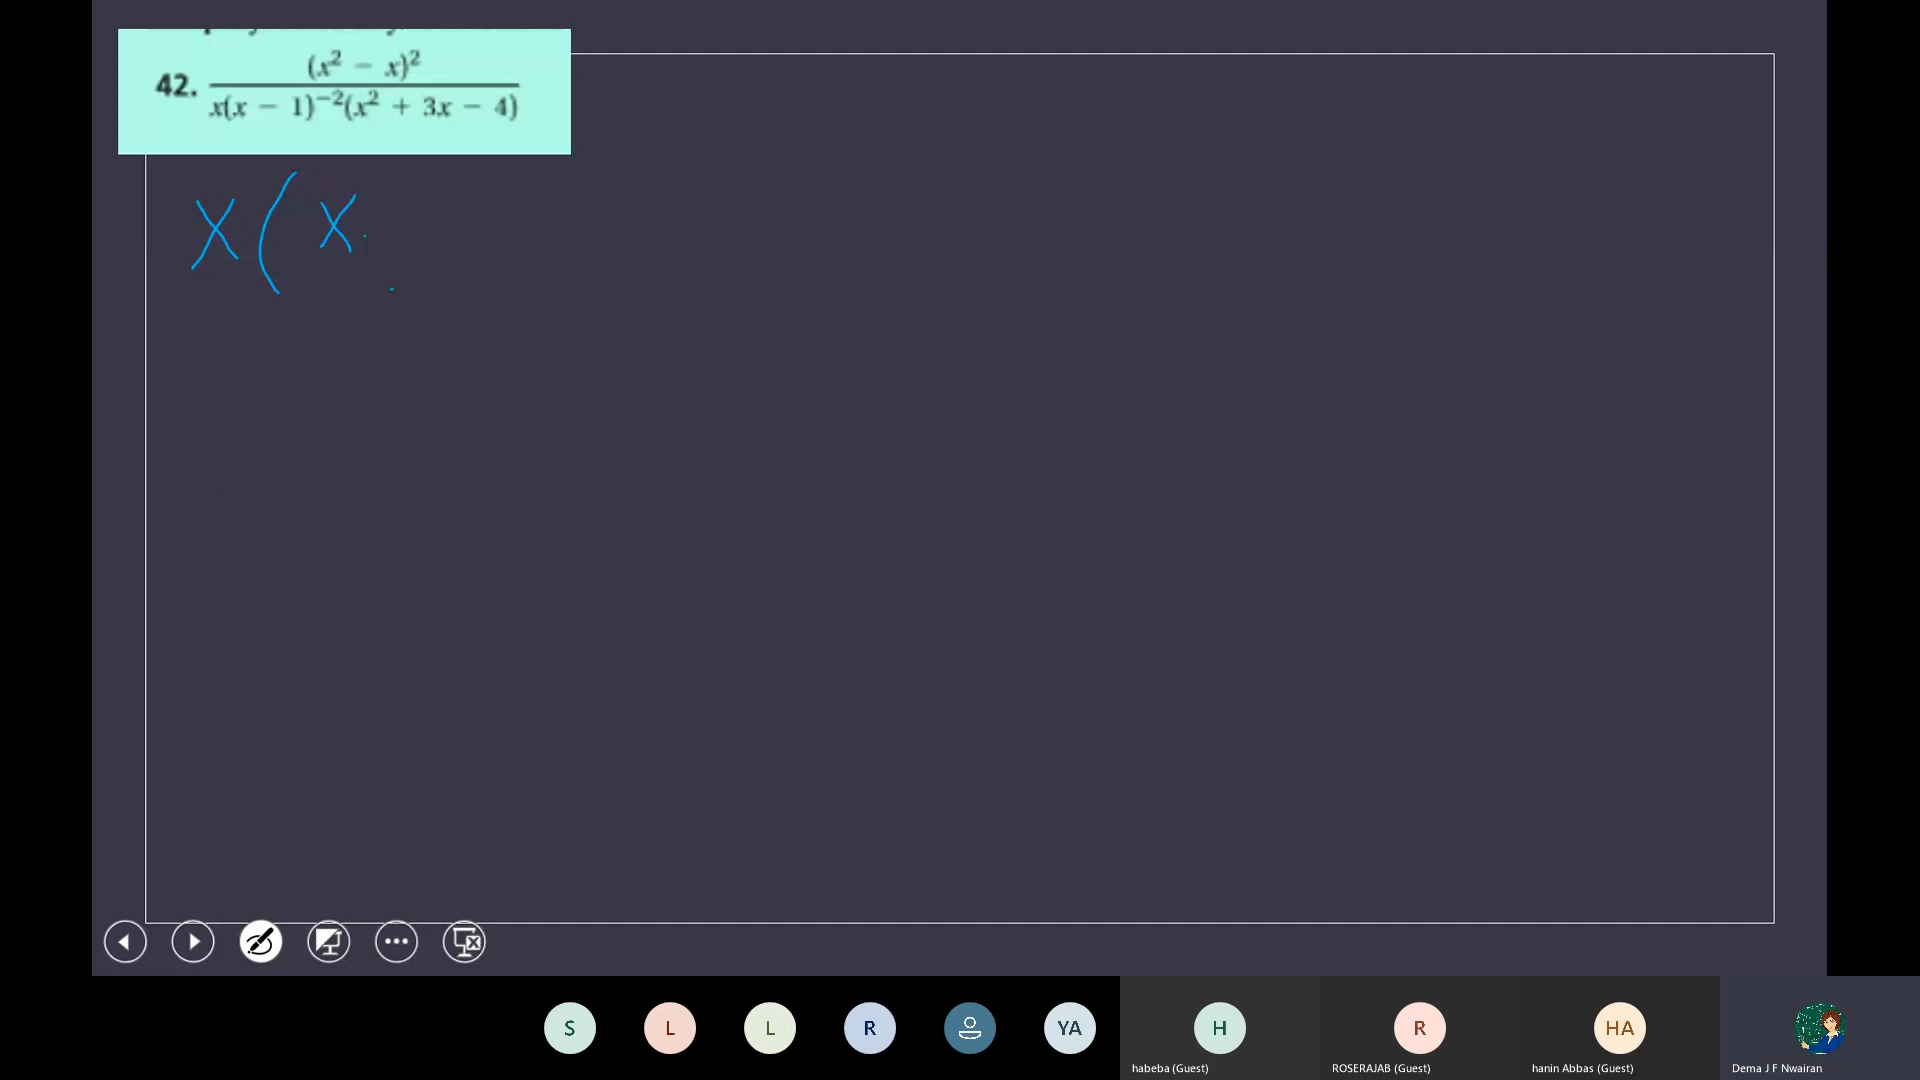 42. (x² − x)²
x(x − 1)⁻²(x² + 3x − 4)
X ( X
S L L R YA H R HA
habeba (Guest) ROSERAJAB (Guest) hanin Abbas (Guest) Dema J F Nwairan